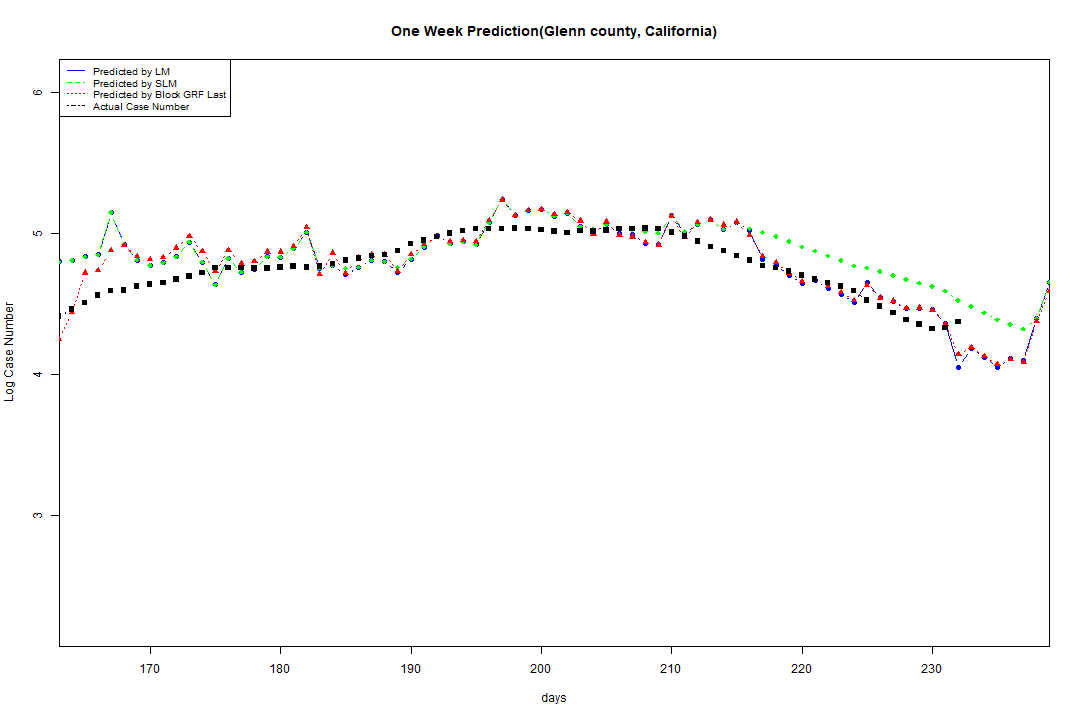 One Week Prediction(Glenn county, California)
Predicted by LM
Predicted by SLM
Predicted by Block GRF Last
Actual Case Number
6
5
4
3
Log Case Number
170 180 190 200 210 220 230
days